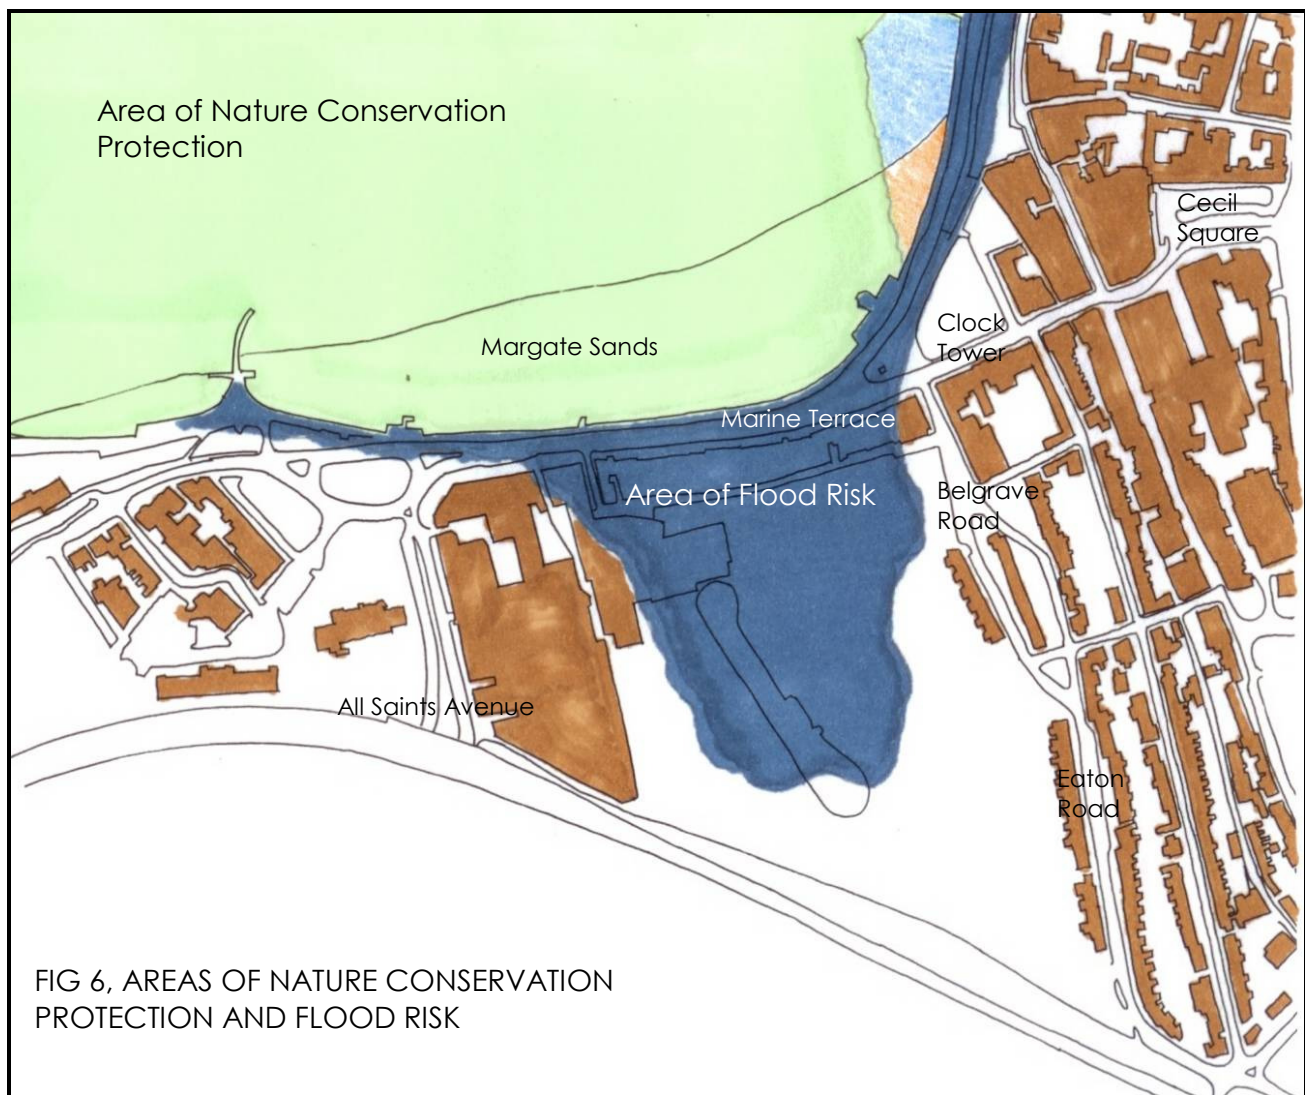 Area of Nature Conservation
Protection
Cecil
Square
Clock
Tower
Margate Sands
Marine Terrace
Area of Flood Risk
Belgrave
Road
All Saints Avenue
Eaton
Road
FIG 6, AREAS OF NATURE CONSERVATION
PROTECTION AND FLOOD RISK